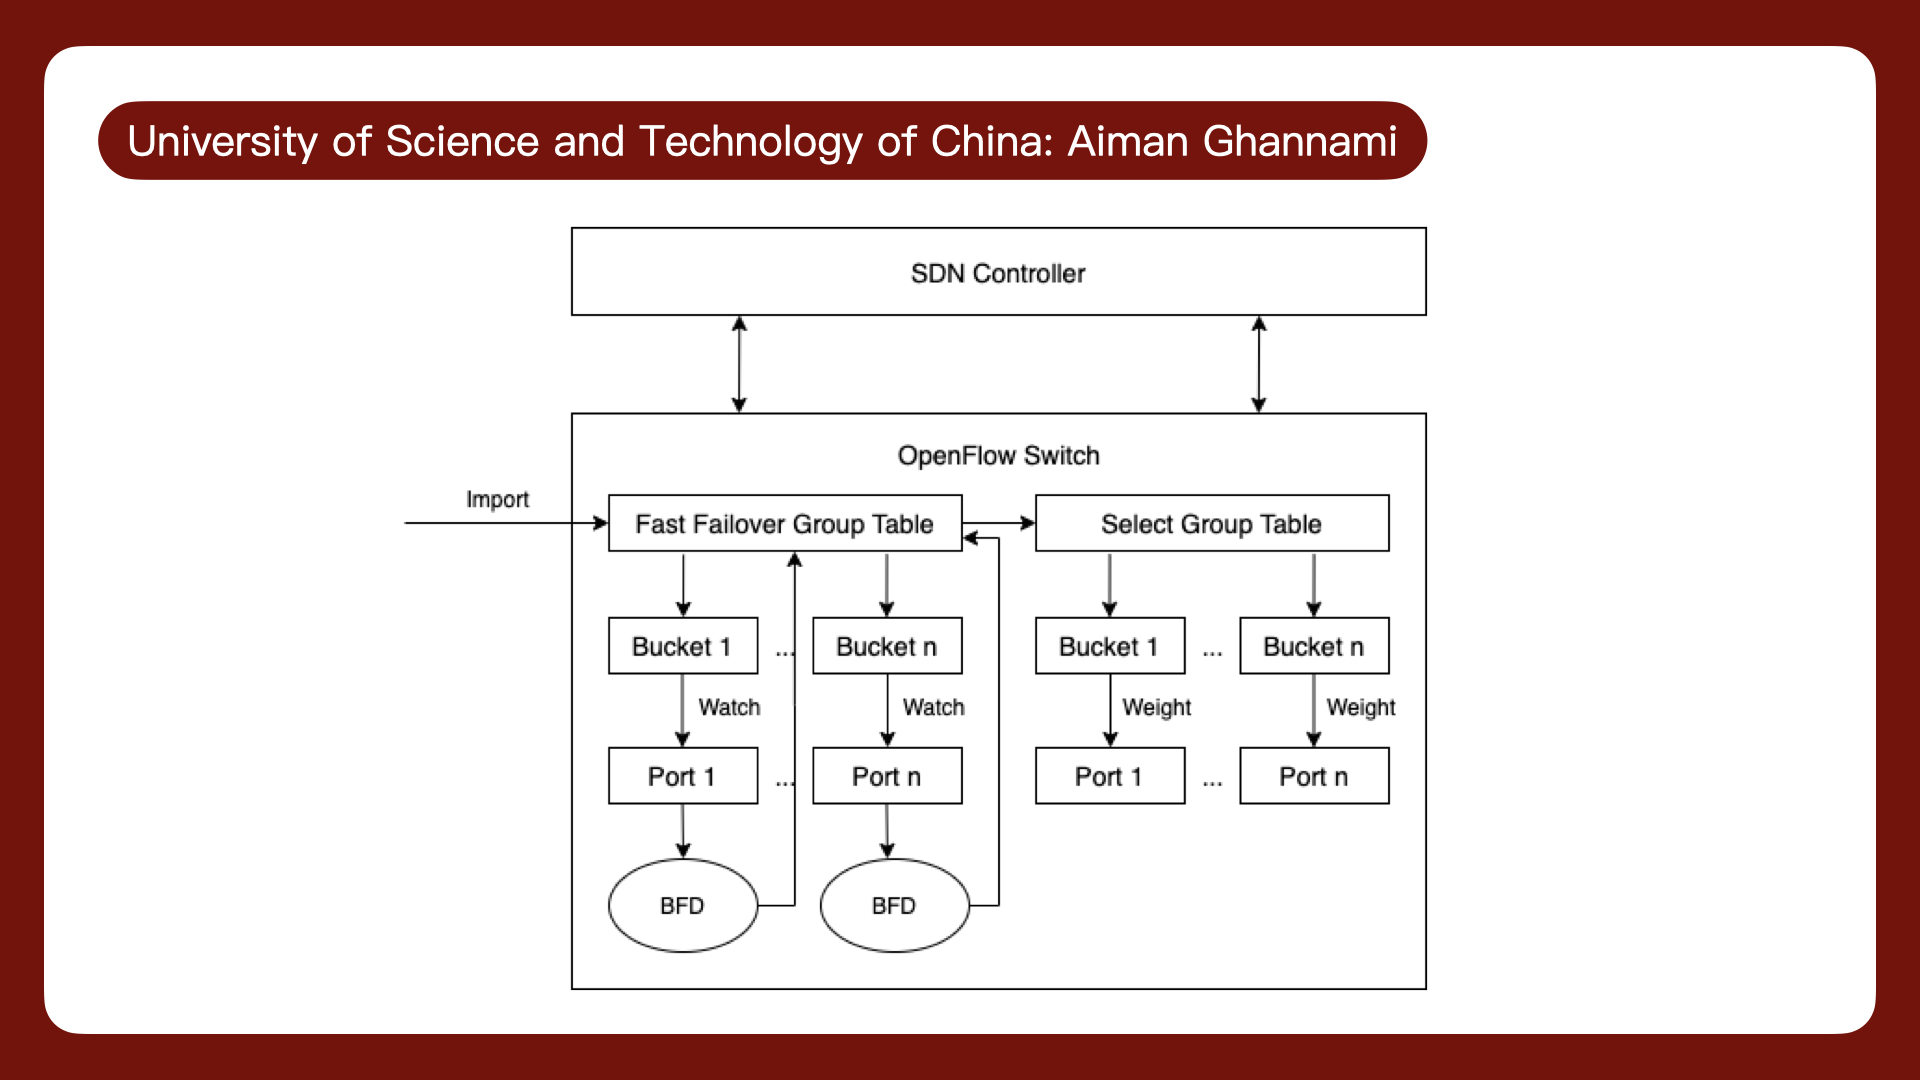 University of Science and Technology of China: Aiman Ghannami
SDN Controller
OpenFlow Switch
Import
Fast Failover Group Table
Select Group Table
Bucket 1 ... Bucket n
Bucket 1 ... Bucket n
Watch Watch
Weight Weight
Port 1 ... Port n
Port 1 ... Port n
BFD BFD